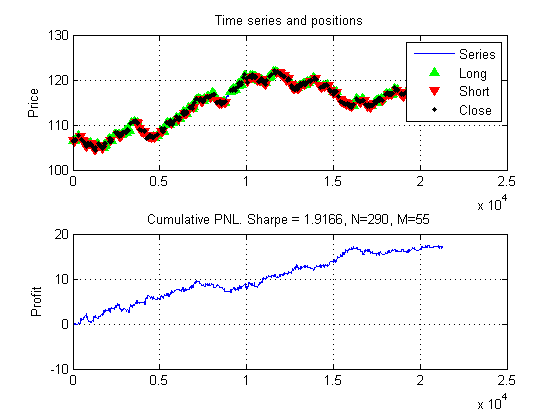 Time series and positions
130
120
110
100
Price
Series
Long
Short
Close
0
0.5
1
1.5
2
2.5
x 10^4
Cumulative PNL. Sharpe = 1.9166, N=290, M=55
20
10
0
-10
Profit
0
0.5
1
1.5
2
2.5
x 10^4